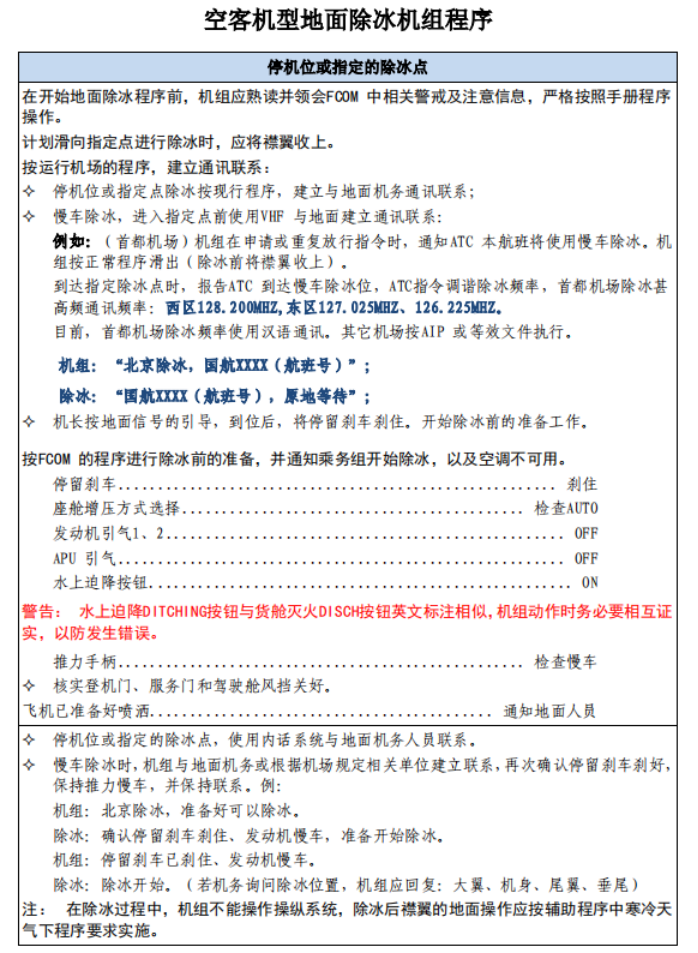 空客机型地面除冰机组程序
停机位或指定的除冰点
在开始地面除冰程序前，机组应熟读并领会FCOM 中相关警戒及注意信息，严格按照手册程序
操作。
计划滑向指定点进行除冰时，应将襟翼收上。
按运行机场的程序，建立通讯联系：
✧ 停机位或指定点除冰按现行程序，建立与地面机务通讯联系；
✧ 慢车除冰，进入指定点前使用VHF 与地面建立通讯联系：
例如：（首都机场）机组在申请或重复放行指令时，通知ATC 本航班将使用慢车除冰。机
组按正常程序滑出（除冰前将襟翼收上）。
到达指定除冰点时，报告ATC 到达慢车除冰位，ATC指令调谐除冰频率，首都机场除冰甚
高频通讯频率：西区128.200MHZ,东区127.025MHZ、126.225MHZ。
目前，首都机场除冰频率使用汉语通讯。其它机场按AIP 或等效文件执行。
机组：“北京除冰，国航XXXX（航班号）”；
除冰：“国航XXXX（航班号），原地等待”；
✧ 机长按地面信号的引导，到位后，将停留刹车刹住。开始除冰前的准备工作。
按FCOM 的程序进行除冰前的准备，并通知乘务组开始除冰，以及空调不可用。
停留刹车....................................................... 刹住
座舱增压方式选择........................................... 检查AUTO
发动机引气1、2.................................................. OFF
APU 引气........................................................ OFF
水上迫降按钮..................................................... ON
警告： 水上迫降DITCHING按钮与货舱灭火DISCH按钮英文标注相似,机组动作时务必要相互证
实，以防发生错误。
推力手柄................................................... 检查慢车
✧ 核实登机门、服务门和驾驶舱风挡关好。
飞机已准备好喷洒........................................... 通知地面人员
✧ 停机位或指定的除冰点，使用内话系统与地面机务人员联系。
✧ 慢车除冰时,机组与地面机务或根据机场规定相关单位建立联系,再次确认停留刹车刹好,
保持推力慢车，并保持联系。例：
机组：北京除冰，准备好可以除冰。
除冰：确认停留刹车刹住、发动机慢车，准备开始除冰。
机组：停留刹车已刹住、发动机慢车。
除冰：除冰开始。（若机务询问除冰位置，机组应回复：大翼、机身、尾翼、垂尾）
注： 在除冰过程中，机组不能操作操纵系统，除冰后襟翼的地面操作应按辅助程序中寒冷天
气下程序要求实施。